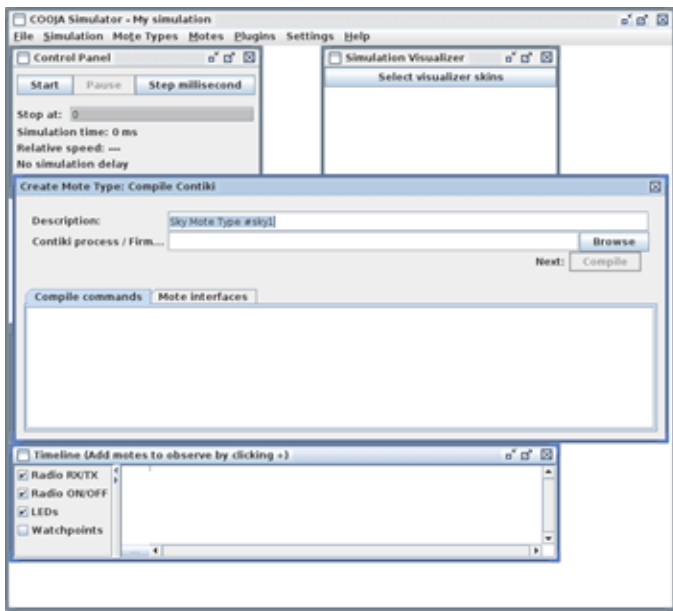 COOJA Simulator - My simulation
File Simulation Mote Types Motes Plugins Settings Help
Control Panel
Start Pause Step millisecond
Stop at: 0
Simulation time: 0 ms
Relative speed: ---
No simulation delay
Simulation Visualizer
Select visualizer skins
Create Mote Type: Compile Contiki
Description: Sky Mote Type #sky1
Contiki process / Firm... Browse
Next: Compile
Compile commands Mote interfaces
Timeline (Add motes to observe by clicking +)
Radio RX/TX
Radio ON/OFF
LEDs
Watchpoints
...